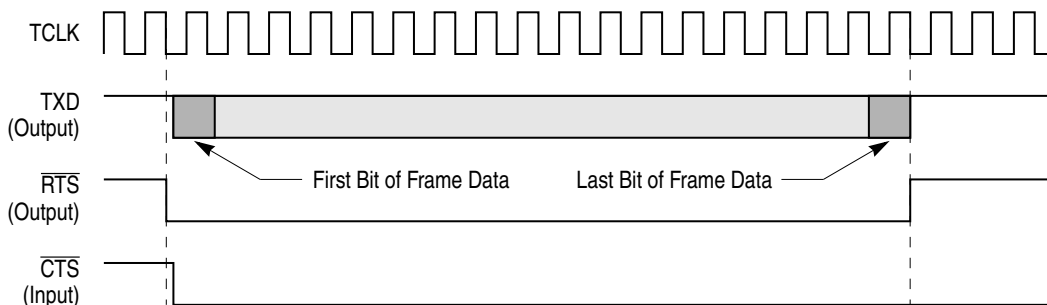 TCLK
TXD
(Output)
First Bit of Frame Data
Last Bit of Frame Data
RTS
(Output)
CTS
(Input)